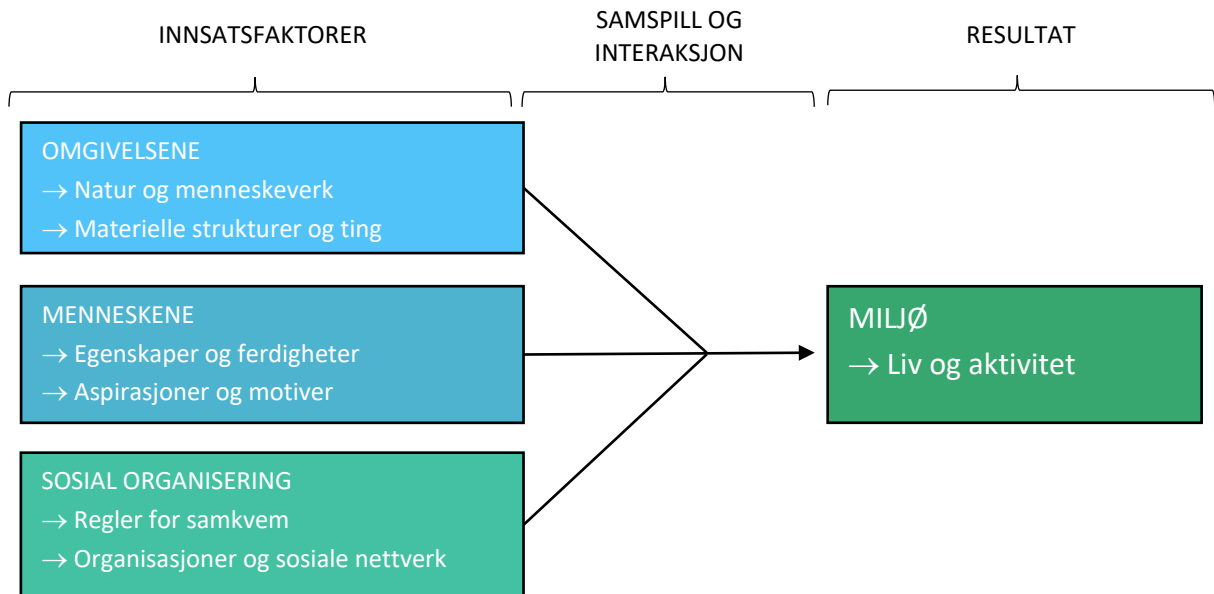 INNSATSFAKTORER
SAMSPILL OG
INTERAKSJON
RESULTAT
OMGIVELSENE
→ Natur og menneskeverk
→ Materielle strukturer og ting
MENNESKENE
→ Egenskaper og ferdigheter
→ Aspirasjoner og motiver
SOSIAL ORGANISERING
→ Regler for samkvem
→ Organisasjoner og sosiale nettverk
MILJØ
→ Liv og aktivitet